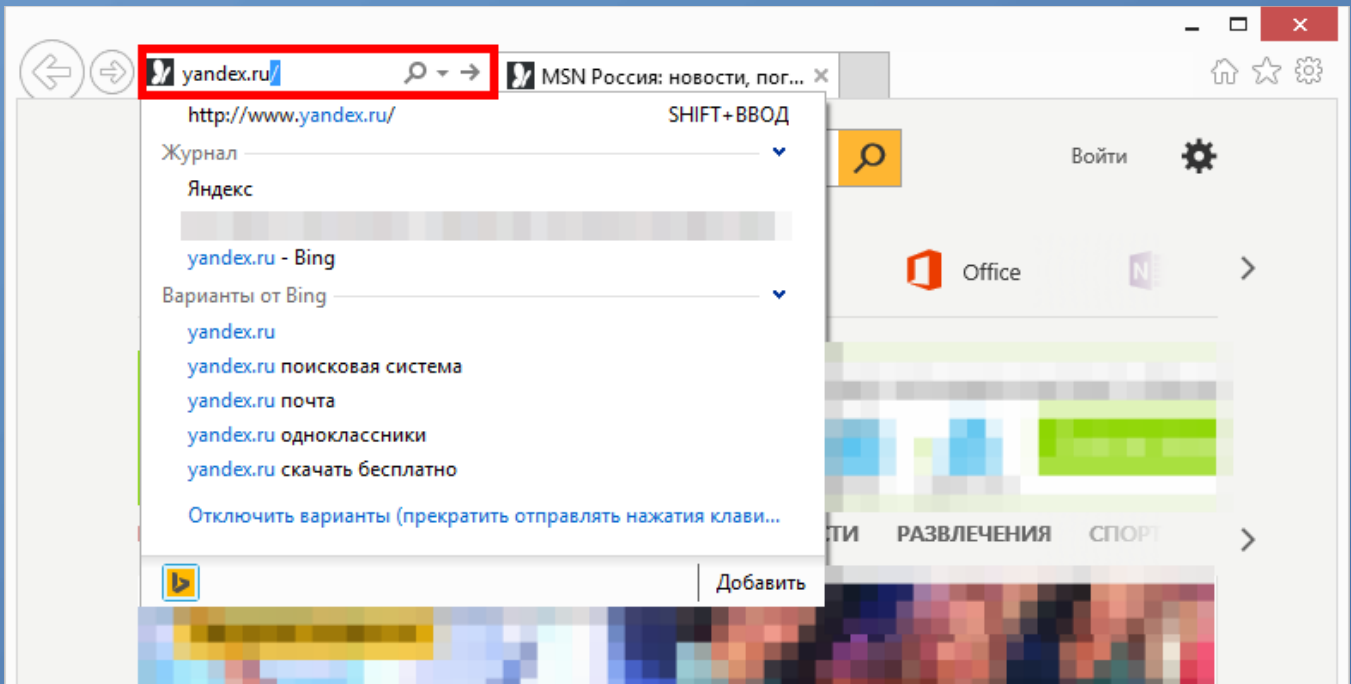 yandex.ru/
MSN Россия: новости, пог...
http://www.yandex.ru/ SHIFT+ВВОД
Журнал
Яндекс
yandex.ru - Bing
Варианты от Bing
yandex.ru
yandex.ru поисковая система
yandex.ru почта
yandex.ru одноклассники
yandex.ru скачать бесплатно
Отключить варианты (прекратить отправлять нажатия клави...
Добавить
Войти
Office
N
ТИ РАЗВЛЕЧЕНИЯ СПОРТ